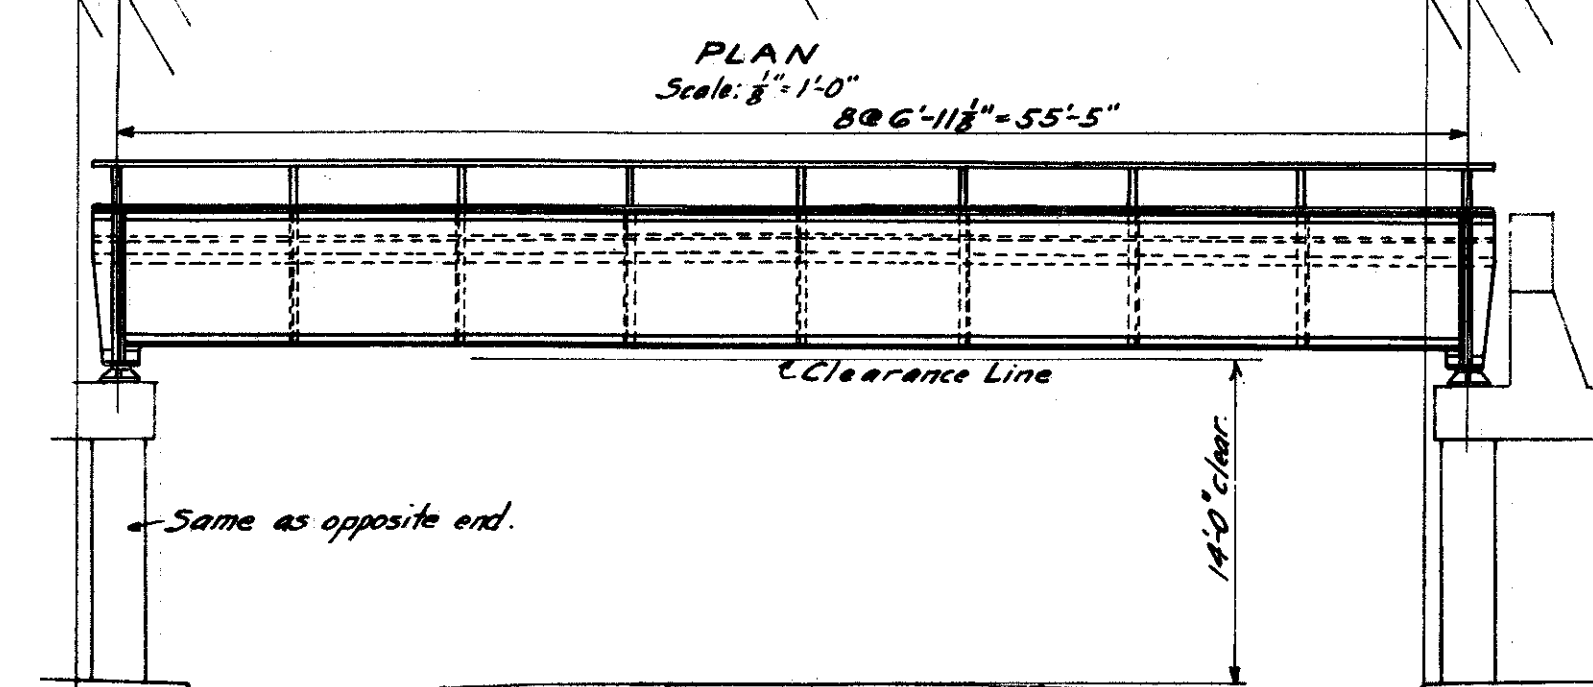 PLAN
Scale: 1/8" = 1'-0"
8@ 6'-11 1/8" = 55'-5"
℄ Clearance Line
14'-0" clear.
Same as opposite end.